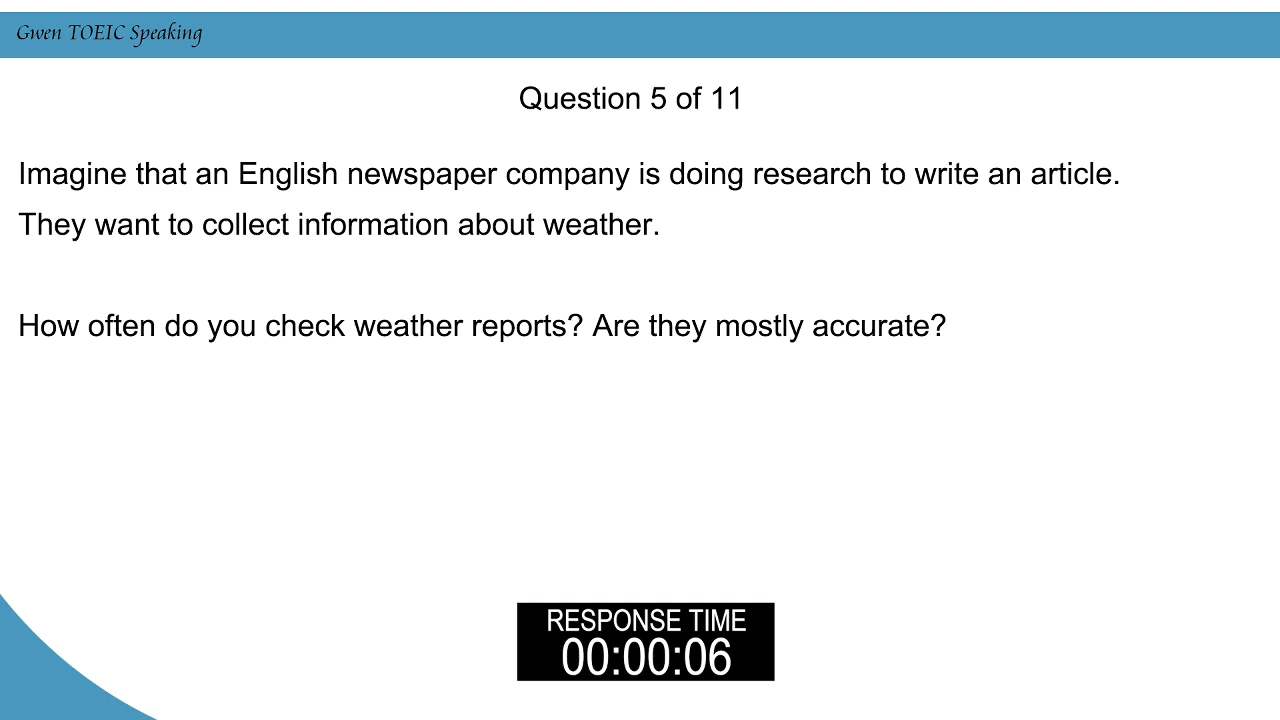 Gwen TOEIC Speaking
Question 5 of 11
Imagine that an English newspaper company is doing research to write an article.
They want to collect information about weather.
How often do you check weather reports? Are they mostly accurate?
RESPONSE TIME
00:00:06